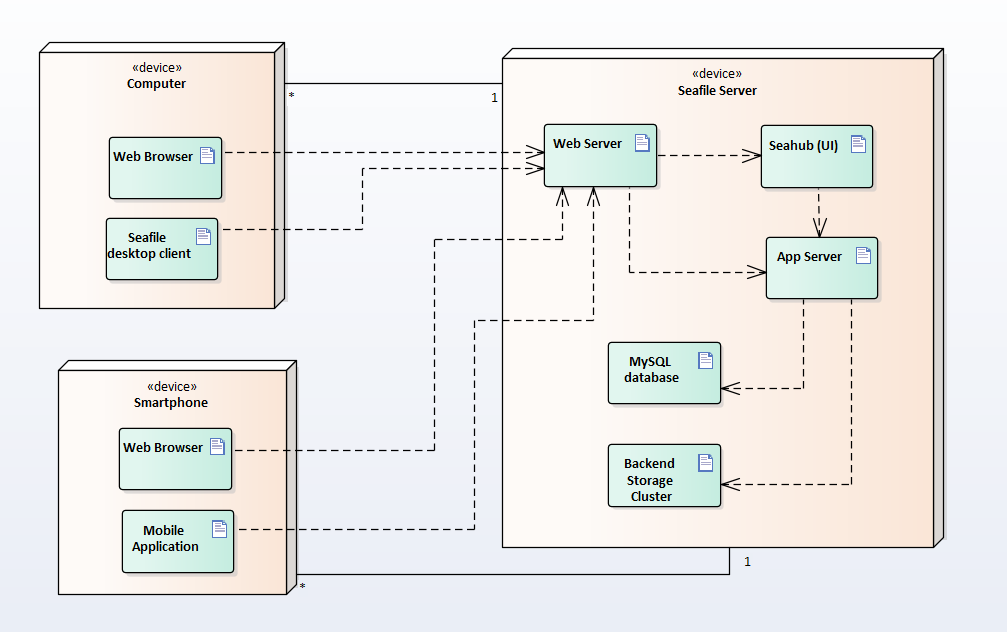 «device»
Computer
Web Browser
Seafile
desktop client
*
1
«device»
Seafile Server
Web Server
Seahub (UI)
App Server
MySQL
database
Backend
Storage
Cluster
«device»
Smartphone
Web Browser
Mobile
Application
*
1